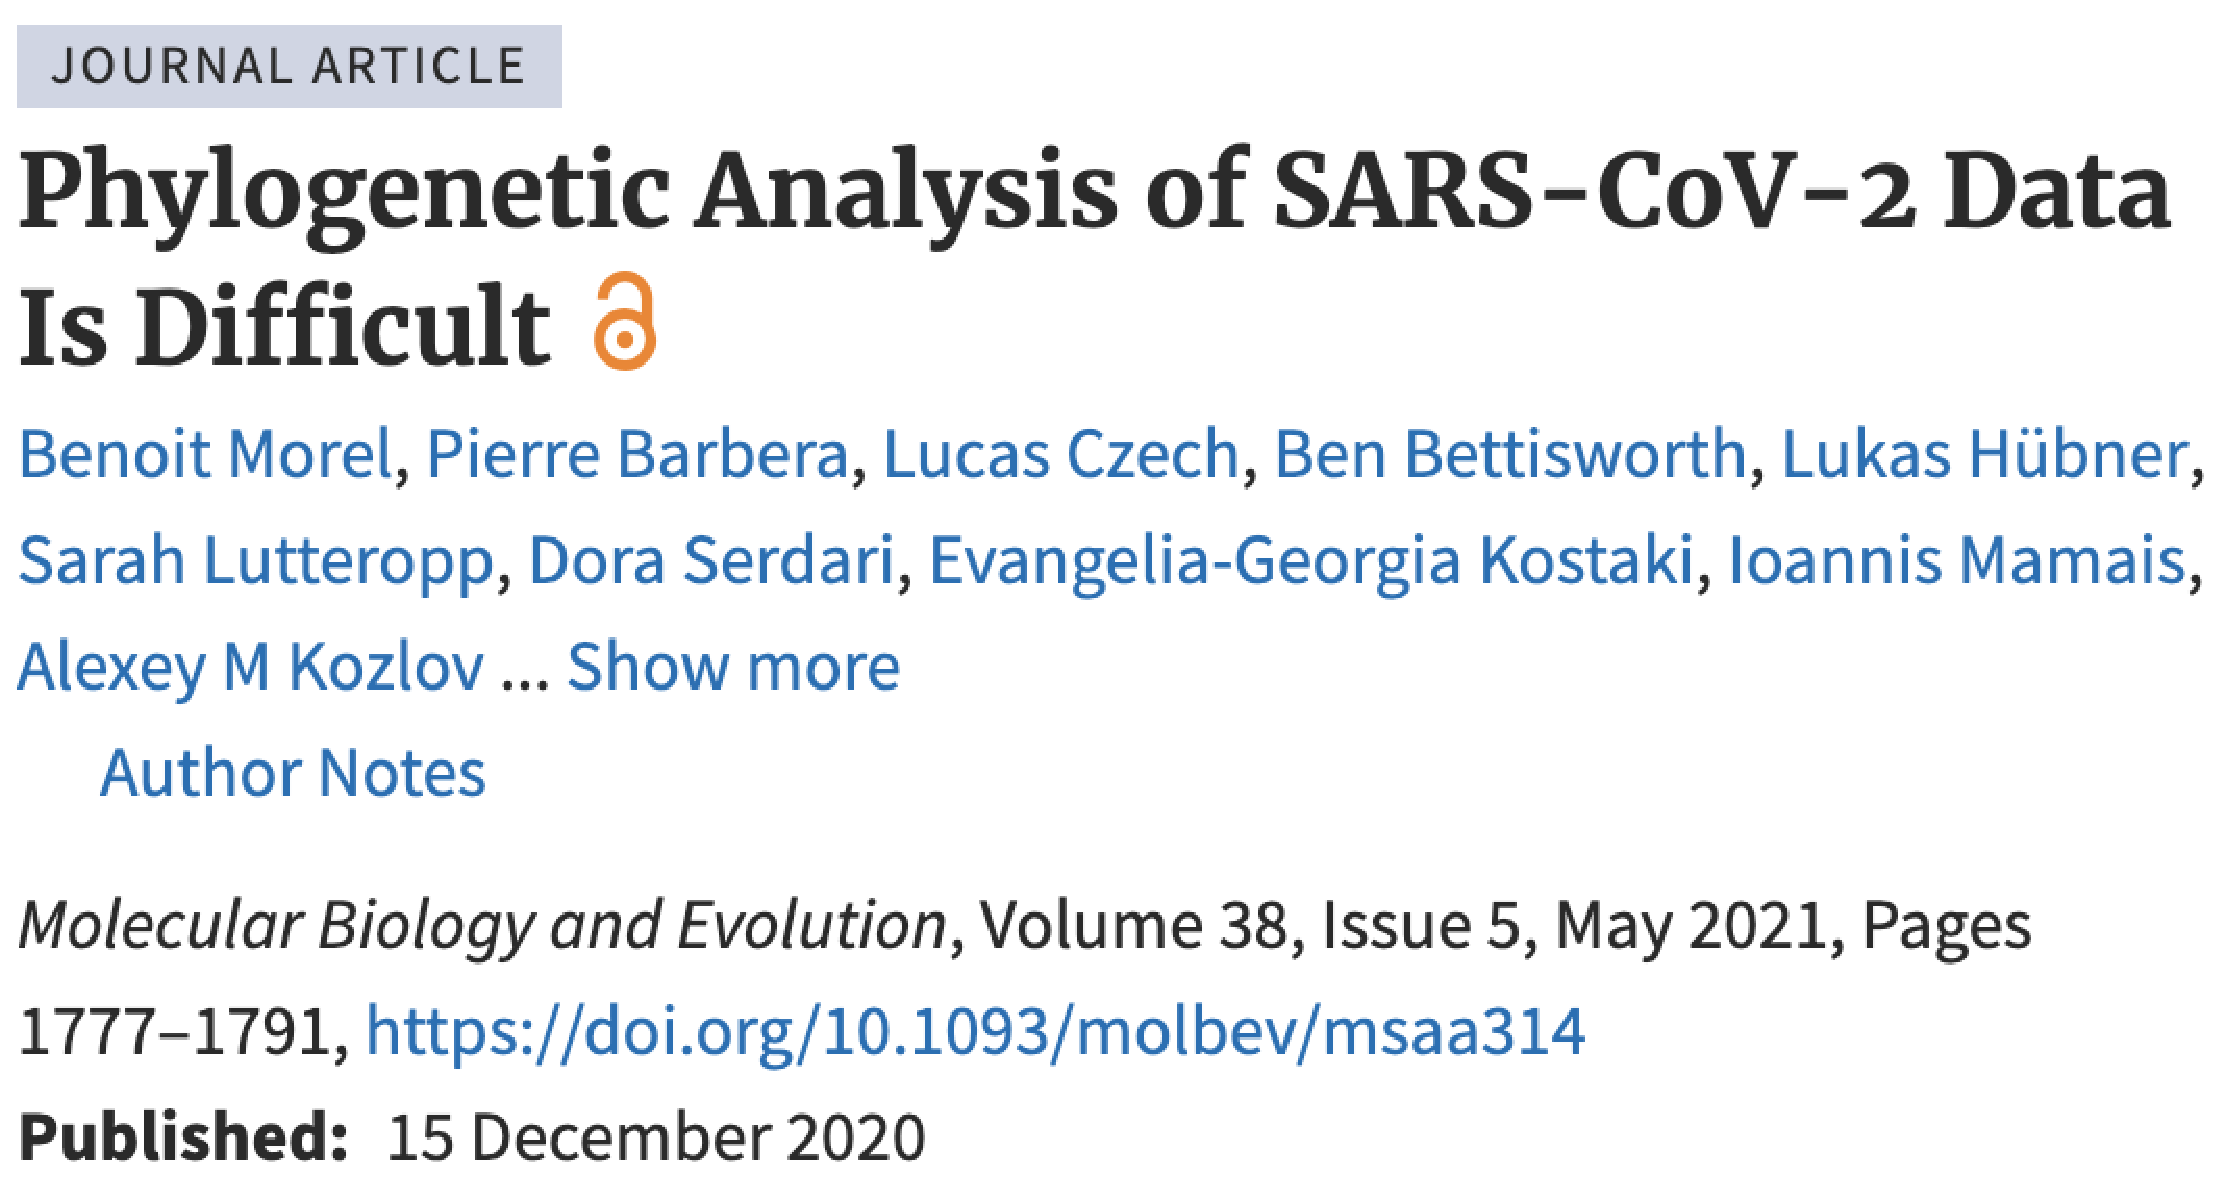 JOURNAL ARTICLE
Phylogenetic Analysis of SARS-CoV-2 Data
Is Difficult
Benoit Morel, Pierre Barbera, Lucas Czech, Ben Bettisworth, Lukas Hübner,
Sarah Lutteropp, Dora Serdari, Evangelia-Georgia Kostaki, Ioannis Mamais,
Alexey M Kozlov ... Show more
Author Notes
Molecular Biology and Evolution, Volume 38, Issue 5, May 2021, Pages
1777–1791, https://doi.org/10.1093/molbev/msaa314
Published: 15 December 2020